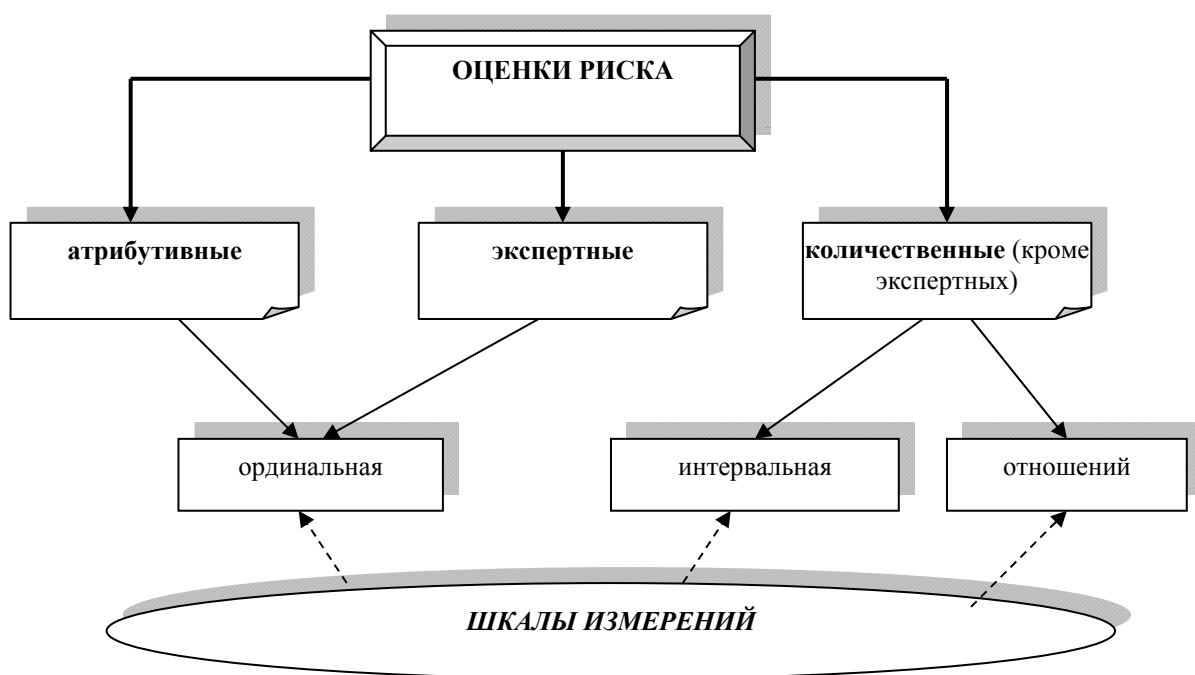 ОЦЕНКИ РИСКА
атрибутивные
экспертные
количественные (кроме
экспертных)
ординальная
интервальная
отношений
ШКАЛЫ ИЗМЕРЕНИЙ